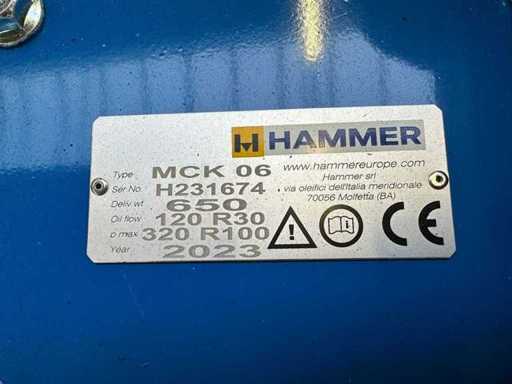 HAMMER
Type MCK 06
Ser No. H231674
Deliv. wt 650
Oil flow 120 R30
p max 320 R100
Year 2023
www.hammereurope.com
Hammer srl
via oleifici dell'Italia meridionale
70056 Molfetta (BA)
CE